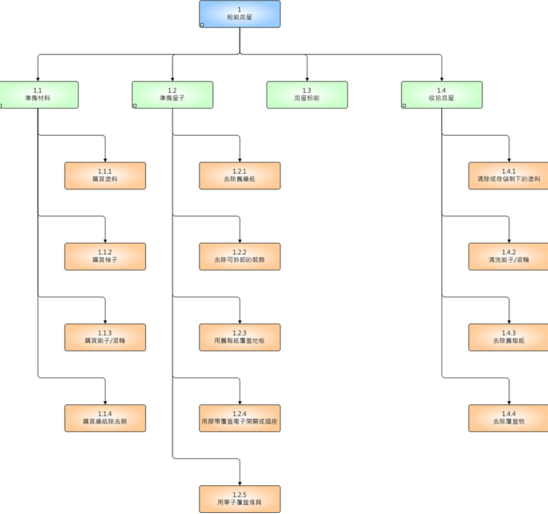 1
粉刷房屋
1.1
準備材料
1.2
準備屋子
1.3
房屋粉刷
1.4
收拾房屋
1.1.1
購買塗料
1.2.1
去除舊牆紙
1.4.1
清除或存儲剩下的塗料
1.1.2
購買梯子
1.2.2
去除可拆卸的裝飾
1.4.2
清洗刷子/滾軸
1.1.3
購買刷子/滾軸
1.2.3
用舊報紙覆蓋地板
1.4.3
去除舊報紙
1.1.4
購買牆紙除去劑
1.2.4
用膠帶覆蓋電子開關或插座
1.4.4
去除覆蓋物
1.2.5
用單子覆蓋傢具